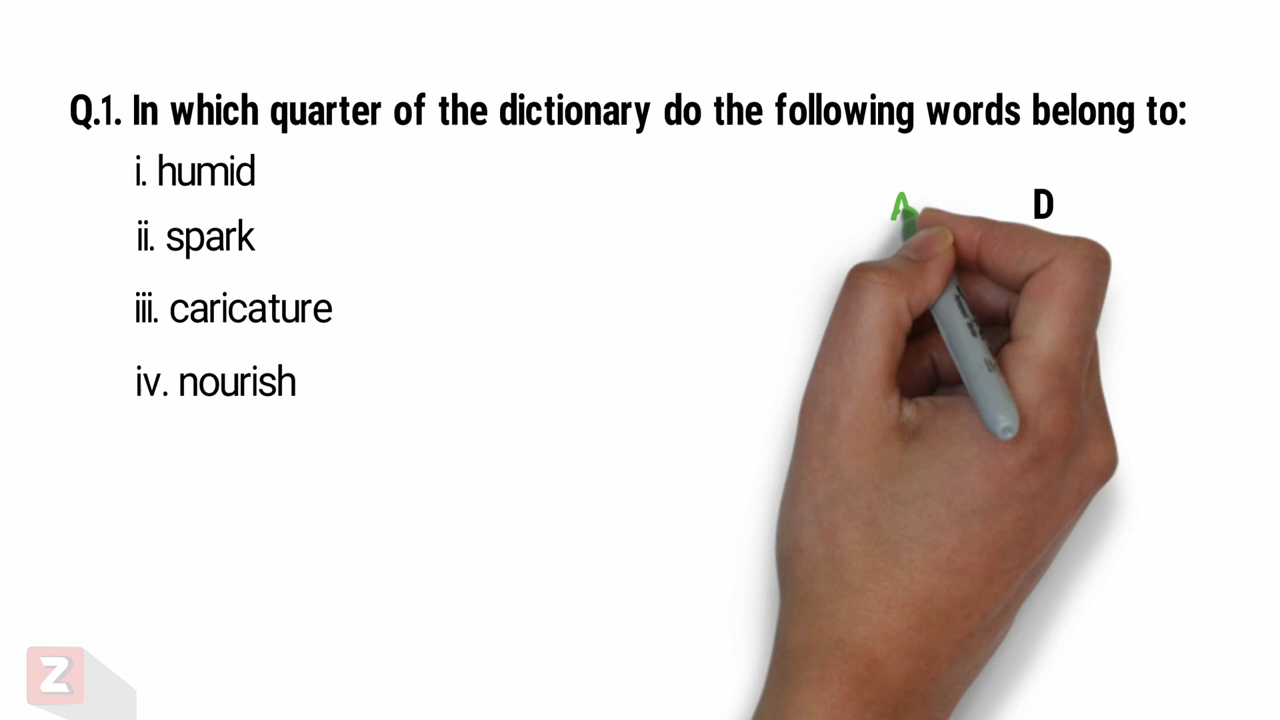 Q.1. In which quarter of the dictionary do the following words belong to:
i. humid
ii. spark
iii. caricature
iv. nourish
A D
Z